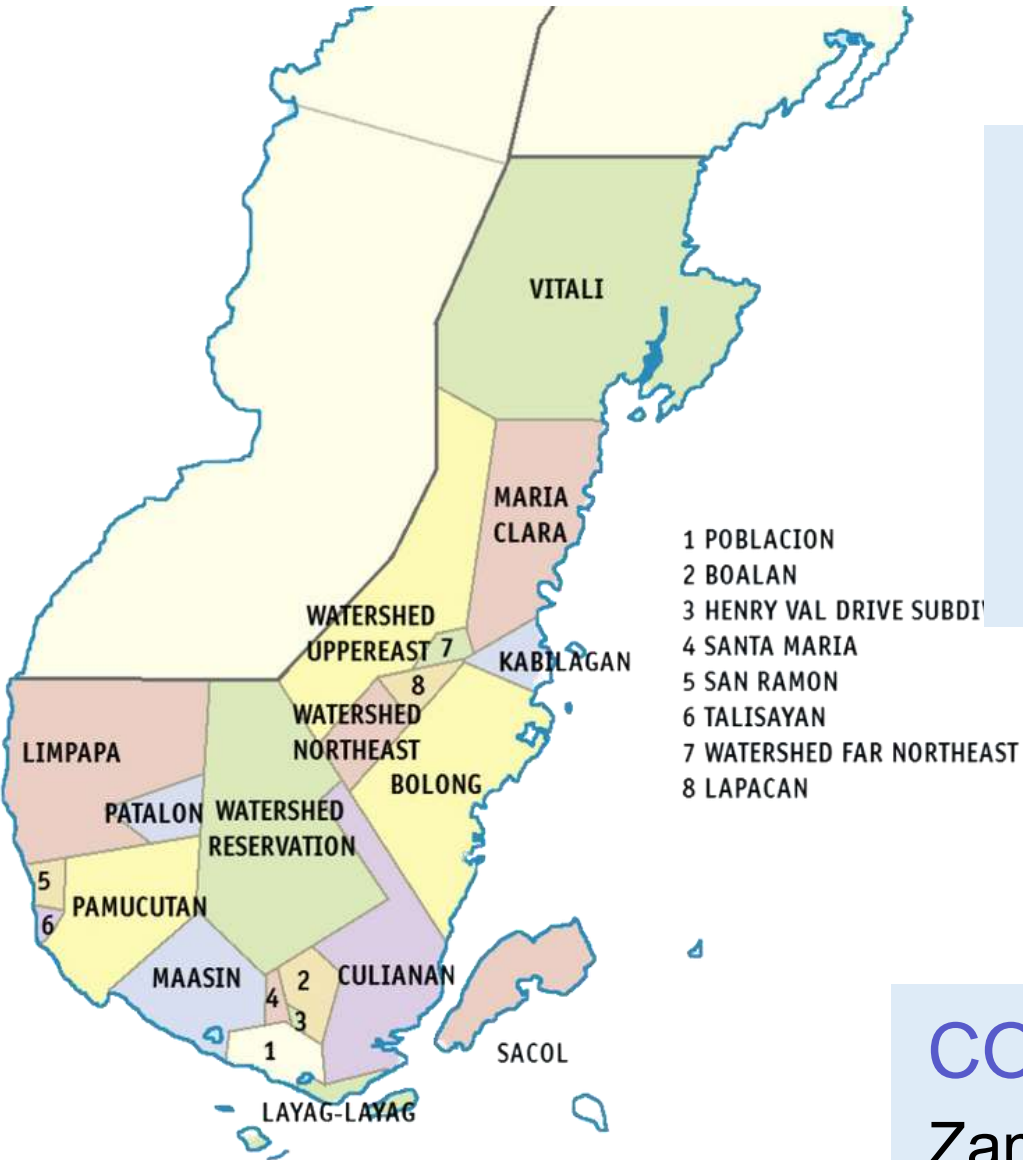 VITALI
MARIA
CLARA
WATERSHED
UPPEREAST
7
KABILAGAN
8
WATERSHED
NORTHEAST
LIMPAPA
BOLONG
PATALON
WATERSHED
RESERVATION
5
PAMUCUTAN
6
MAASIN
2
CULIANAN
4
3
1
SACOL
LAYAG-LAYAG
1 POBLACION
2 BOALAN
3 HENRY VAL DRIVE
4 SANTA MARIA
5 SAN RAMON
6 TALISAYAN
7 WATERSHED FAR NORTHEAST
8 LAPACAN